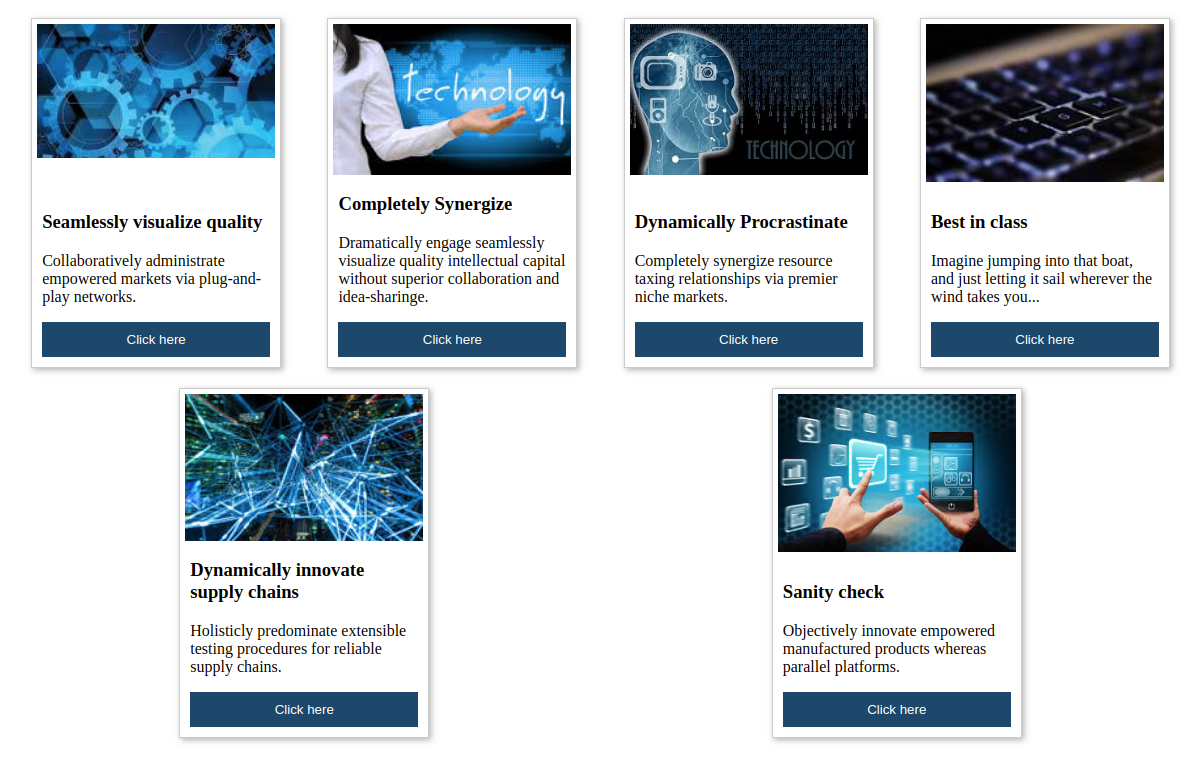 technology
TECHNOLOGY
Seamlessly visualize quality
Collaboratively administrate
empowered markets via plug-and-
play networks.
Click here
Completely Synergize
Dramatically engage seamlessly
visualize quality intellectual capital
without superior collaboration and
idea-sharinge.
Click here
Dynamically Procrastinate
Completely synergize resource
taxing relationships via premier
niche markets.
Click here
Best in class
Imagine jumping into that boat,
and just letting it sail wherever the
wind takes you...
Click here
Dynamically innovate
supply chains
Holisticly predominate extensible
testing procedures for reliable
supply chains.
Click here
$
Sanity check
Objectively innovate empowered
manufactured products whereas
parallel platforms.
Click here